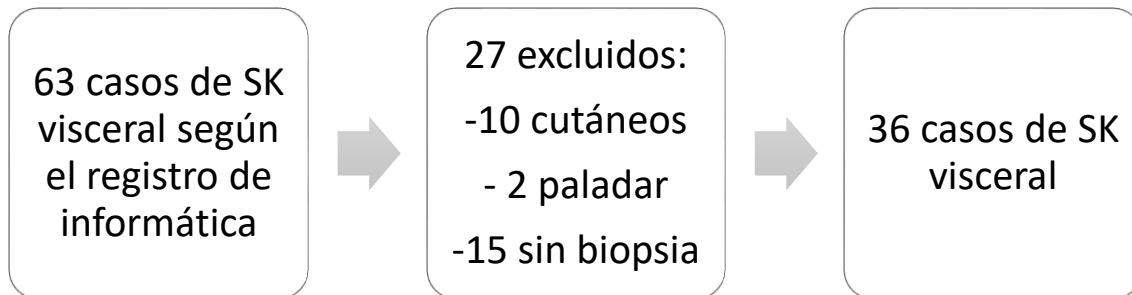 63 casos de SK
visceral según
el registro de
informática
27 excluidos:
-10 cutáneos
- 2 paladar
-15 sin biopsia
36 casos de SK
visceral